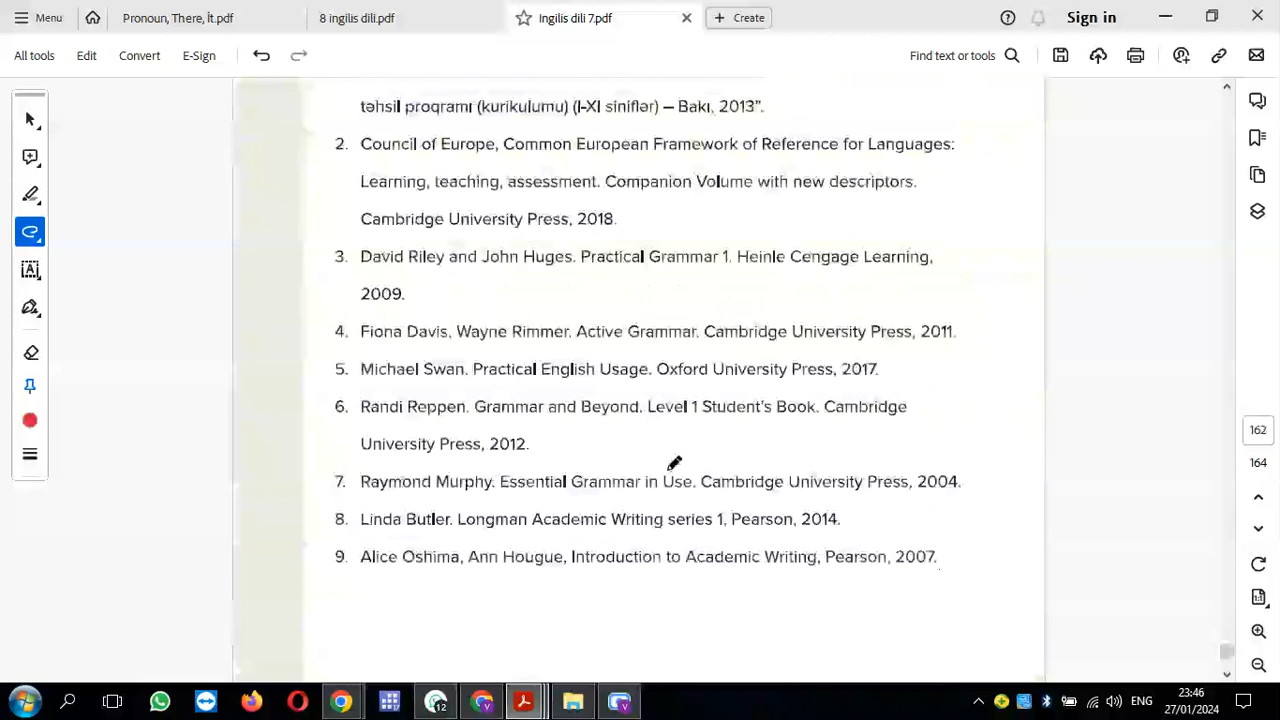 Menu
Pronoun, There, İt.pdf
8 ingilis dili.pdf
Ingilis dili 7.pdf
Create
Sign in
All tools
Edit
Convert
E-Sign
Find text or tools
təhsil proqramı (kurikulumu) (I-XI siniflər) – Bakı, 2013”.
2. Council of Europe, Common European Framework of Reference for Languages:
Learning, teaching, assessment. Companion Volume with new descriptors.
Cambridge University Press, 2018.
3. David Riley and John Huges. Practical Grammar 1. Heinle Cengage Learning,
2009.
4. Fiona Davis, Wayne Rimmer. Active Grammar. Cambridge University Press, 2011.
5. Michael Swan. Practical English Usage. Oxford University Press, 2017.
6. Randi Reppen. Grammar and Beyond. Level 1 Student’s Book. Cambridge
University Press, 2012.
7. Raymond Murphy. Essential Grammar in Use. Cambridge University Press, 2004.
8. Linda Butler. Longman Academic Writing series 1, Pearson, 2014.
9. Alice Oshima, Ann Hougue, Introduction to Academic Writing, Pearson, 2007.
162
164
12
ENG
23:46
27/01/2024